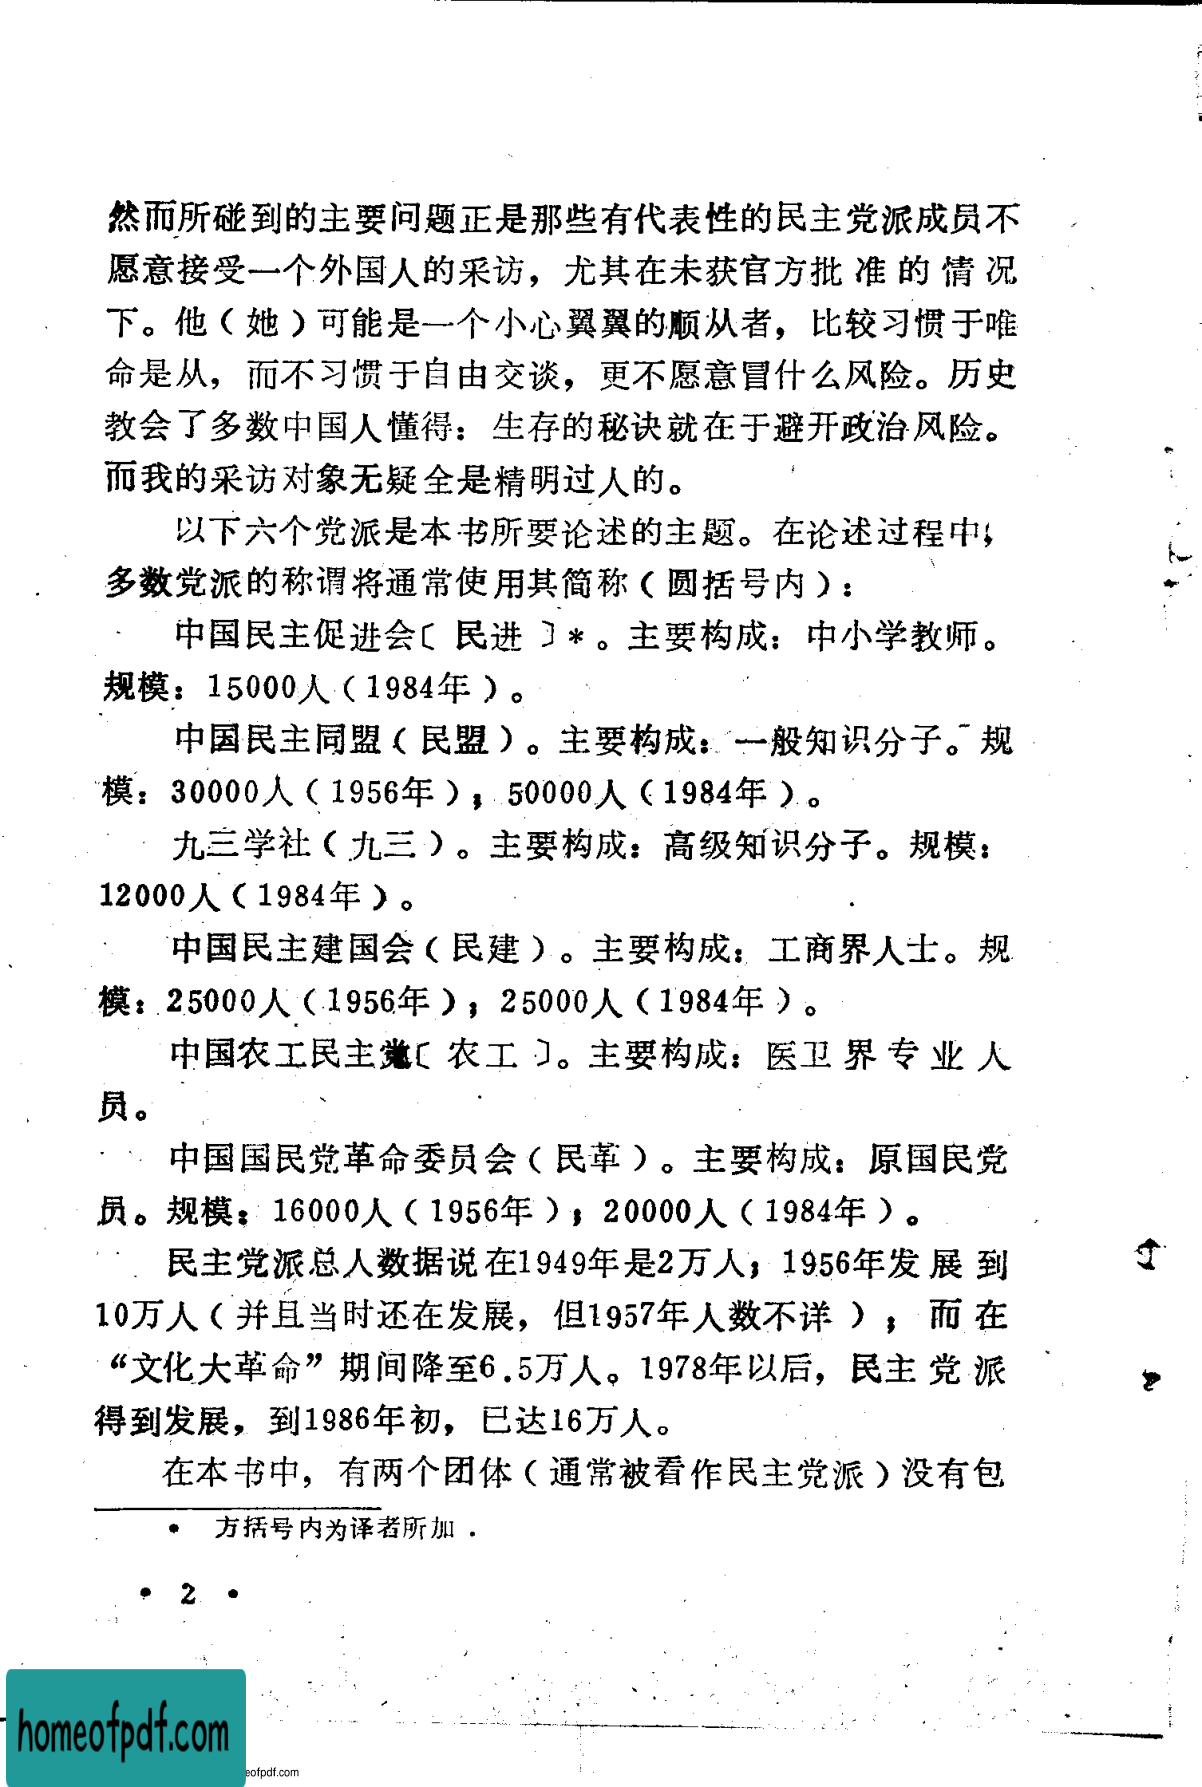 然而所碰到的主要问题正是那些有代表性的民主党派成员不
愿意接受一个外国人的采访，尤其在未获官方批准的情况
下。他（她）可能是一个小心翼翼的顺从者，比较习惯于唯
命是从，而不习惯于自由交谈，更不愿意冒什么风险。历史
教会了多数中国人懂得：生存的秘诀就在于避开政治风险。
而我的采访对象无疑全是精明过人的。
以下六个党派是本书所要论述的主题。在论述过程中，
多数党派的称谓将通常使用其简称（圆括号内）：
中国民主促进会〔民进〕*。主要构成：中小学教师。
规模：15000人（1984年）。
中国民主同盟（民盟）。主要构成：一般知识分子。规
模：30000人（1956年）；50000人（1984年）。
九三学社（九三）。主要构成：高级知识分子。规模：
12000人（1984年）。
中国民主建国会（民建）。主要构成：工商界人士。规
模：25000人（1956年）；25000人（1984年）。
中国农工民主党〔农工〕。主要构成：医卫界专业人
员。
中国国民党革命委员会（民革）。主要构成：原国民党
员。规模：16000人（1956年）；20000人（1984年）。
民主党派总人数据说在1949年是2万人；1956年发展到
10万人（并且当时还在发展，但1957年人数不详）；而在
“文化大革命”期间降至6.5万人。1978年以后，民主党派
得到发展，到1986年初，已达16万人。
在本书中，有两个团体（通常被看作民主党派）没有包
• 方括号内为译者所加.
• 2 •
homeofpdf.com
eofpdf.com